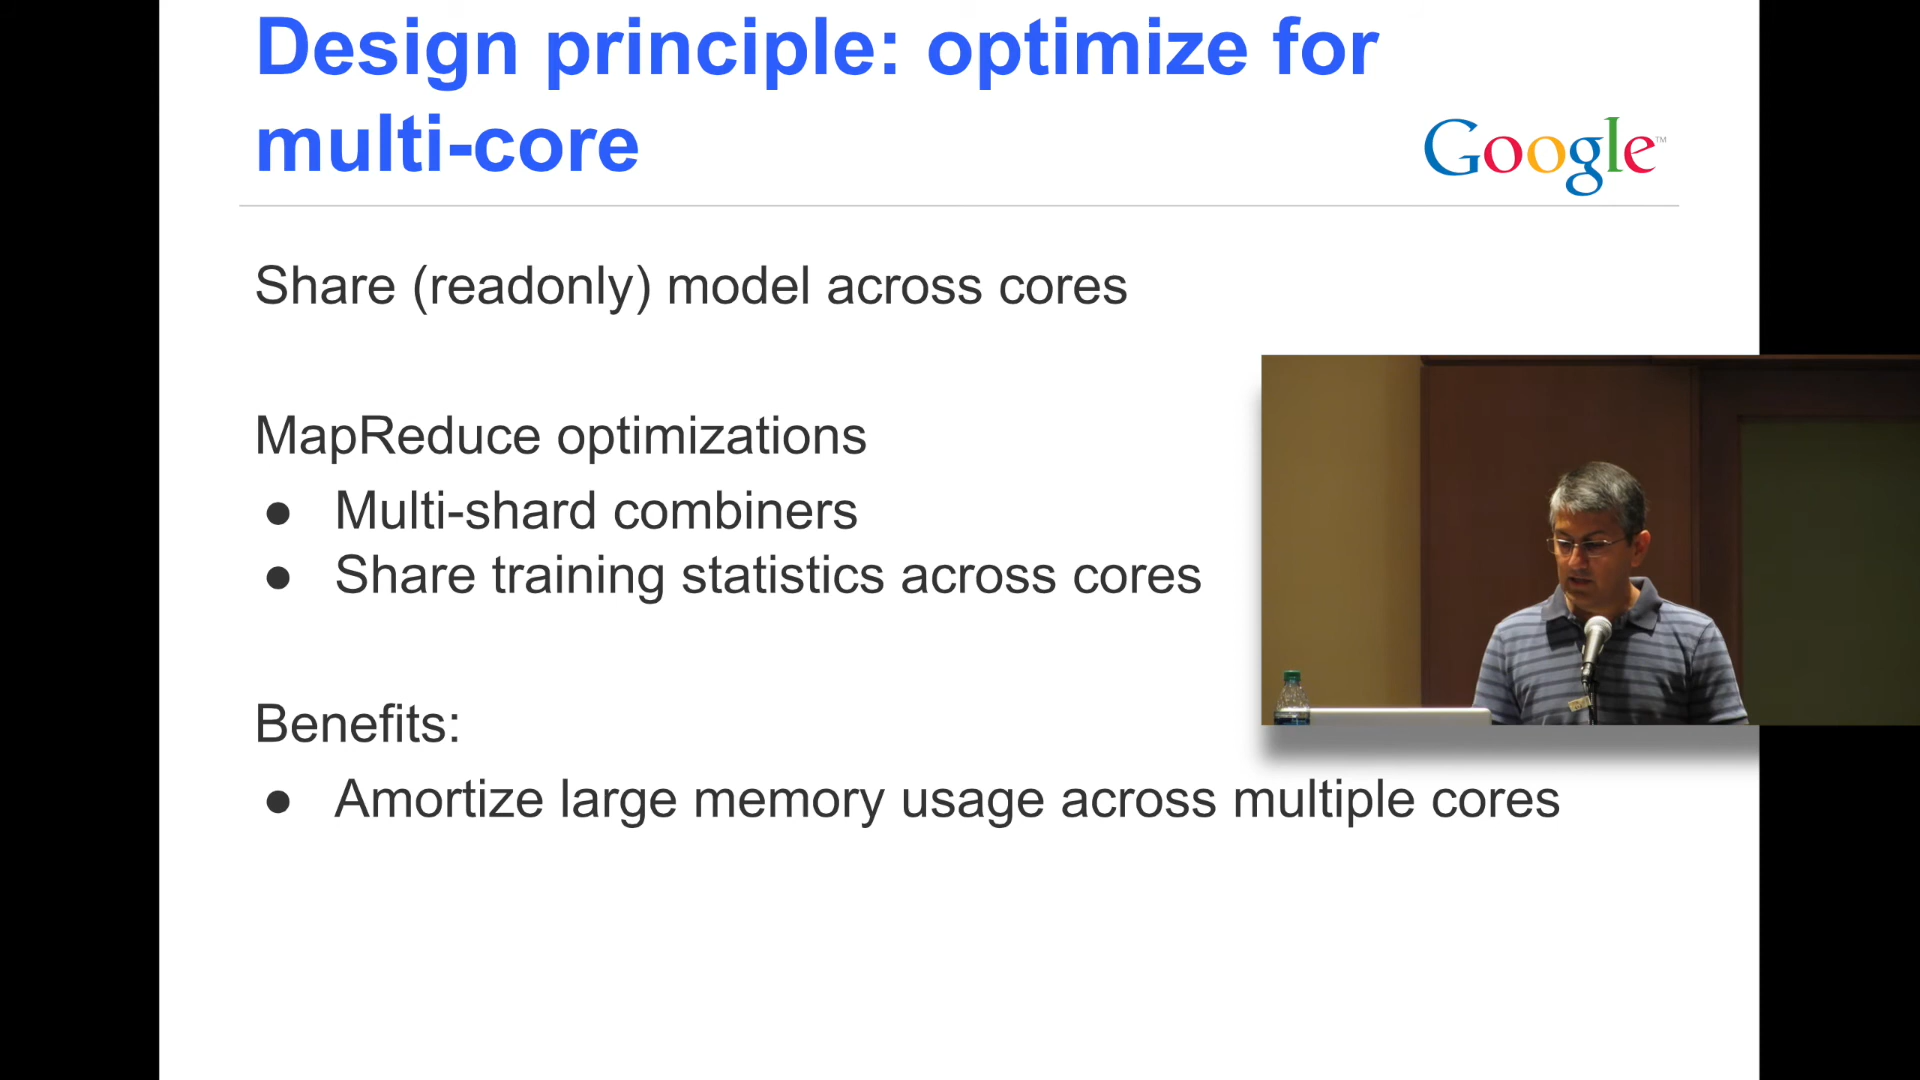 Design principle: optimize for
multi-core
Google™
Share (readonly) model across cores
MapReduce optimizations
● Multi-shard combiners
● Share training statistics across cores
Benefits:
● Amortize large memory usage across multiple cores